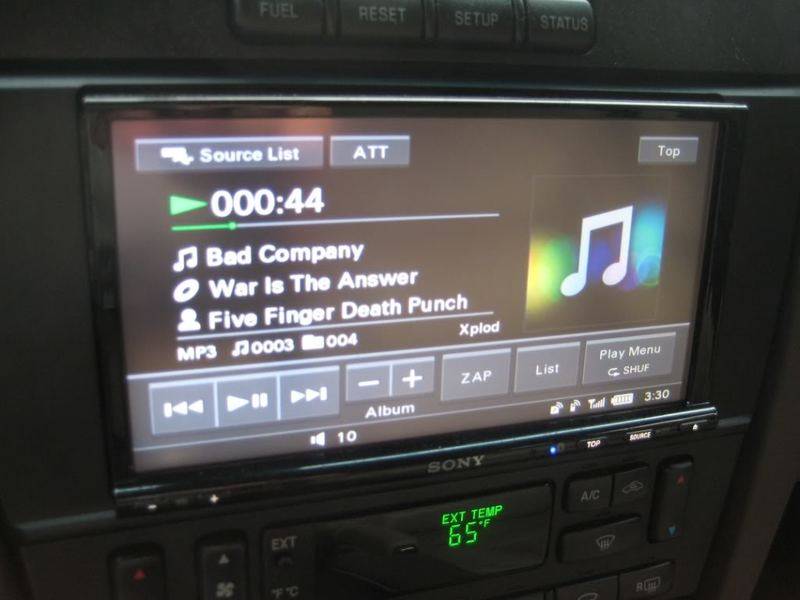 FUEL RESET SETUP STATUS
Source List ATT Top
000:44
Bad Company
War Is The Answer
Five Finger Death Punch
Xplod
MP3 0003 004
ZAP List Play Menu
SHUF
Album
3:30
10
TOP SOURCE
SONY
EXT TEMP
65°F
A/C
EXT
°F°C
R